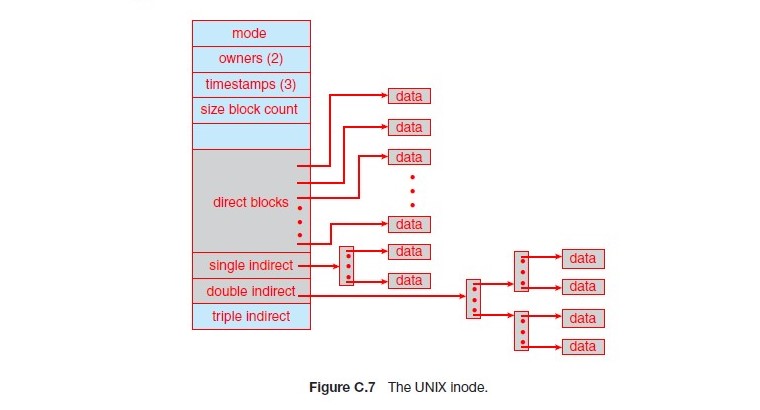 mode
owners (2)
timestamps (3)
size block count
direct blocks
single indirect
double indirect
triple indirect
data
data
data
data
data
data
data
data
data
data
Figure C.7 The UNIX inode.